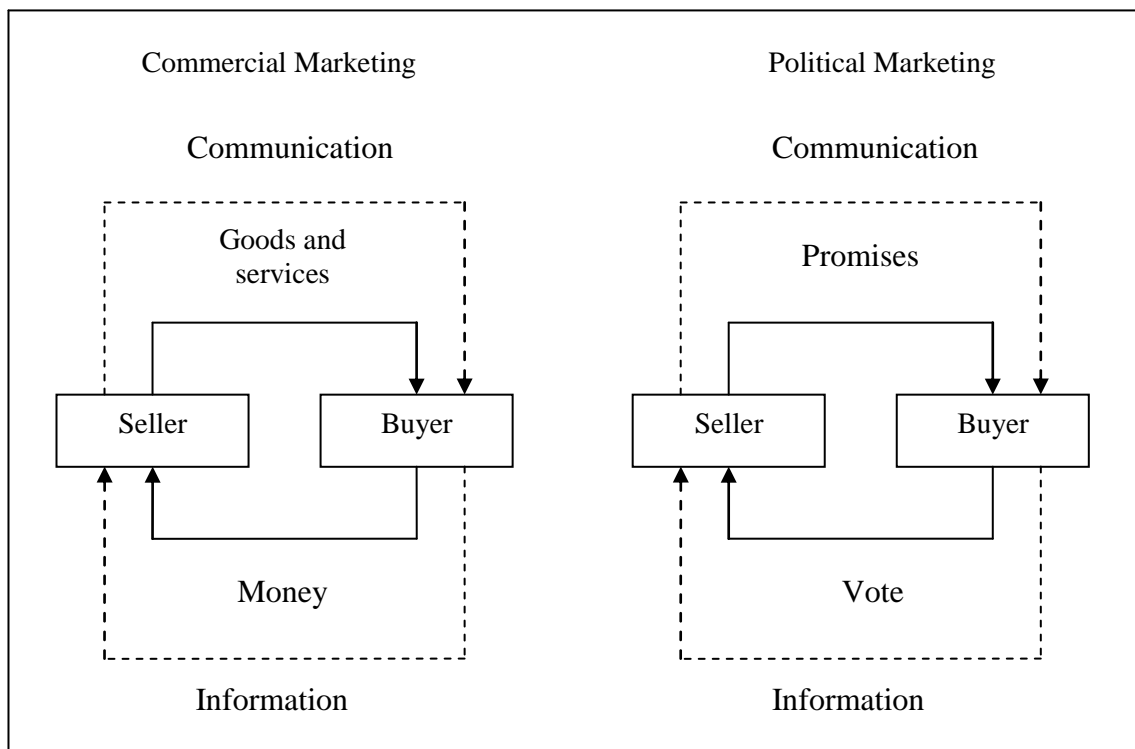 Commercial Marketing
Communication
Goods and
services
Seller
Buyer
Money
Information
Political Marketing
Communication
Promises
Seller
Buyer
Vote
Information